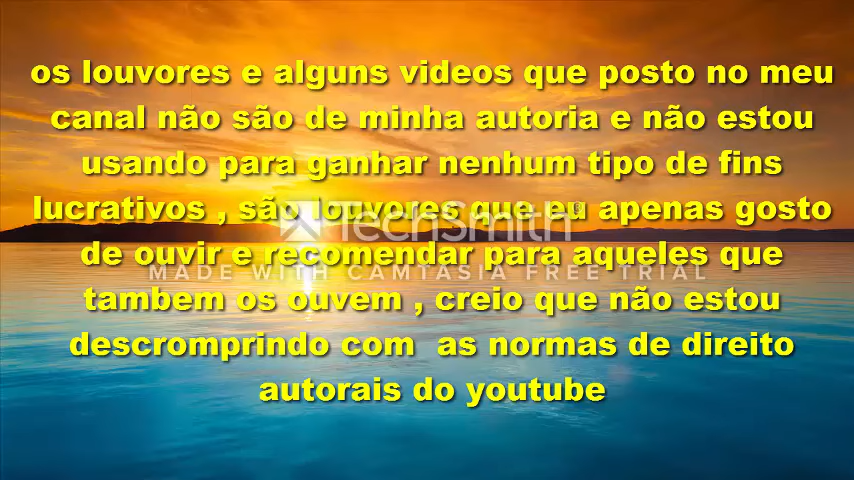 os louvores e alguns videos que posto no meu
canal não são de minha autoria e não estou
usando para ganhar nenhum tipo de fins
lucrativos , são louvores que eu apenas gosto
TechSmith®
de ouvir e recomendar para aqueles que
MADE WITH CAMTASIA FREE TRIAL
tambem os ouvem , creio que não estou
descromprindo com  as normas de direito
autorais do youtube